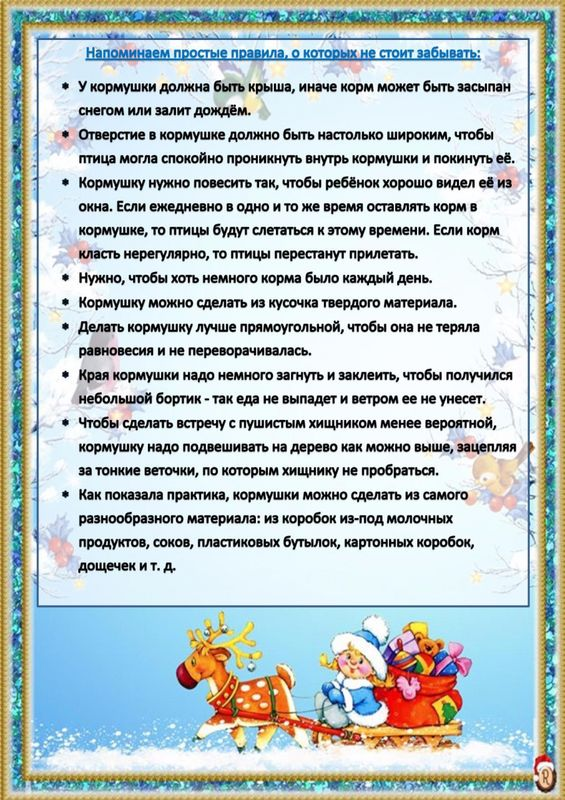 Напоминаем простые правила, о которых не стоит забывать:
* У кормушки должна быть крыша, иначе корм может быть засыпан
снегом или залит дождём.
* Отверстие в кормушке должно быть настолько широким, чтобы
птица могла спокойно проникнуть внутрь кормушки и покинуть её.
* Кормушку нужно повесить так, чтобы ребёнок хорошо видел её из
окна. Если ежедневно в одно и то же время оставлять корм в
кормушке, то птицы будут слетаться к этому времени. Если корм
класть нерегулярно, то птицы перестанут прилетать.
* Нужно, чтобы хоть немного корма было каждый день.
* Кормушку можно сделать из кусочка твердого материала.
* Делать кормушку лучше прямоугольной, чтобы она не теряла
равновесия и не переворачивалась.
* Края кормушки надо немного загнуть и заклеить, чтобы получился
небольшой бортик - так еда не выпадет и ветром ее не унесет.
* Чтобы сделать встречу с пушистым хищником менее вероятной,
кормушку надо подвешивать на дерево как можно выше, зацепляя
за тонкие веточки, по которым хищнику не пробраться.
* Как показала практика, кормушки можно сделать из самого
разнообразного материала: из коробок из-под молочных
продуктов, соков, пластиковых бутылок, картонных коробок,
дощечек и т. д.
R